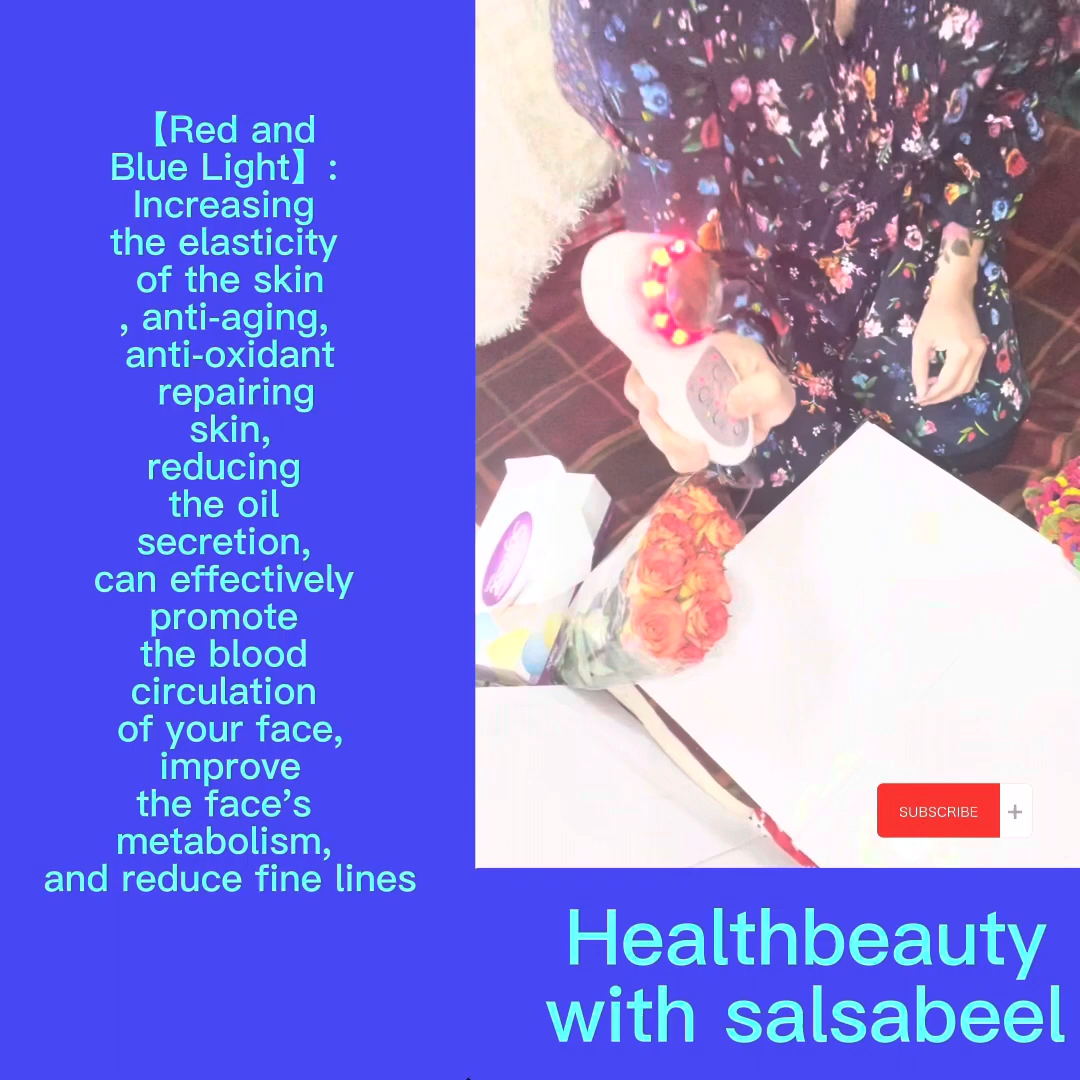 【Red and
Blue Light】 :
Increasing
the elasticity
of the skin
, anti-aging,
anti-oxidant
repairing
skin,
reducing
the oil
secretion,
can effectively
promote
the blood
circulation
of your face,
improve
the face’s
metabolism,
and reduce fine lines
SUBSCRIBE +
Healthbeauty
with salsabeel